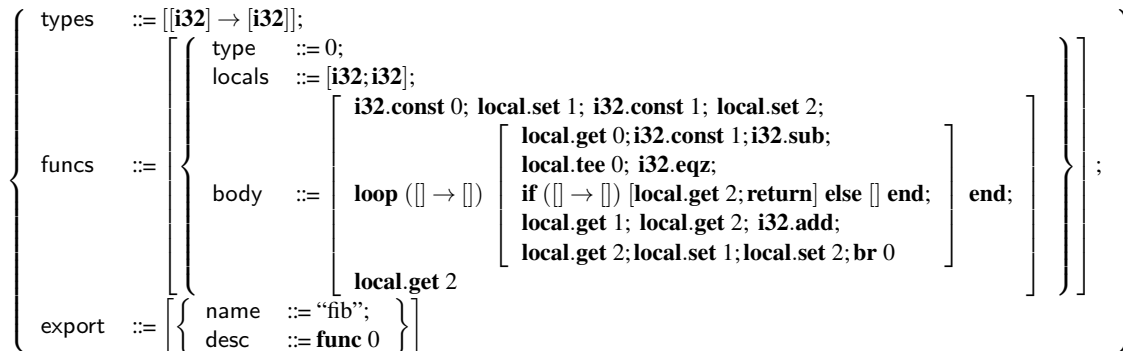 types ::= [[i32] → [i32]];
type ::= 0;
locals ::= [i32;i32];
i32.const 0; local.set 1; i32.const 1; local.set 2;
local.get 0;i32.const 1;i32.sub;
local.tee 0; i32.eqz;
funcs ::= body ::= loop ([] → []) if ([] → []) [local.get 2;return] else [] end; end; ;
local.get 1; local.get 2; i32.add;
local.get 2;local.set 1;local.set 2;br 0
local.get 2
name ::= “fib”;
export ::=
desc ::= func 0